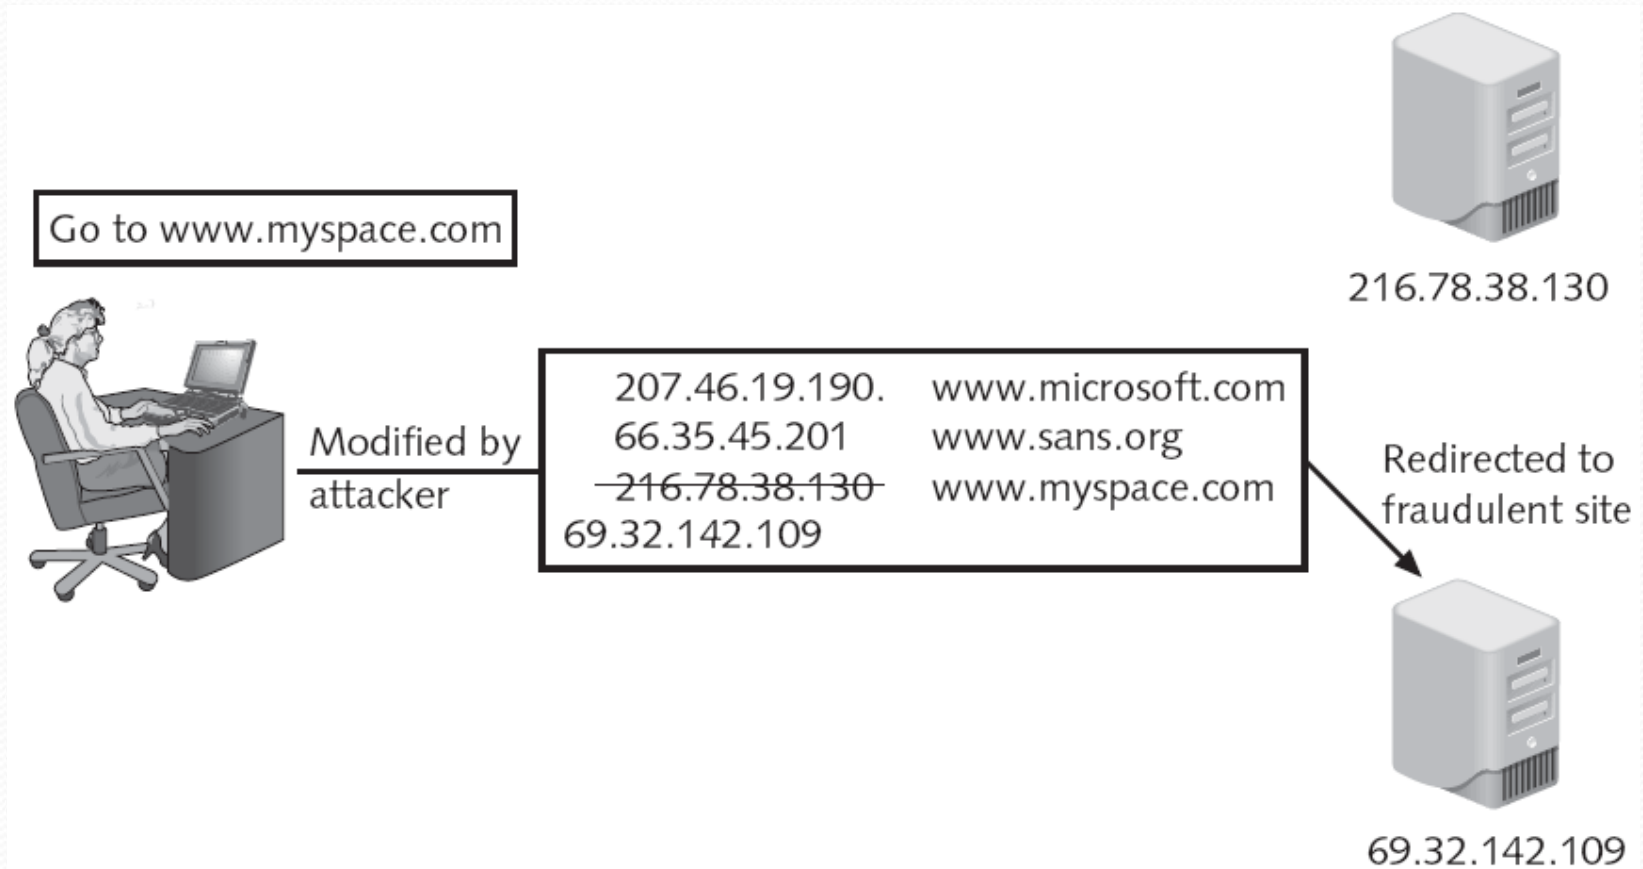 Go to www.myspace.com
216.78.38.130
Modified by
attacker
207.46.19.190. www.microsoft.com
66.35.45.201 www.sans.org
216.78.38.130 www.myspace.com
69.32.142.109
Redirected to
fraudulent site
69.32.142.109